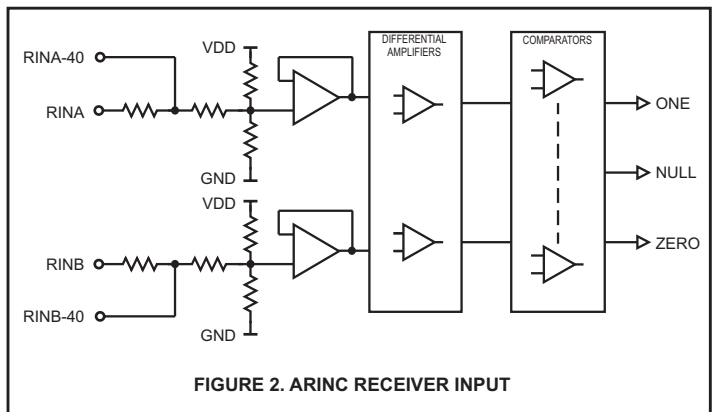 RINA-40
RINA
VDD
GND
VDD
RINB
RINB-40
GND
DIFFERENTIAL
AMPLIFIERS
COMPARATORS
ONE
NULL
ZERO
FIGURE 2. ARINC RECEIVER INPUT